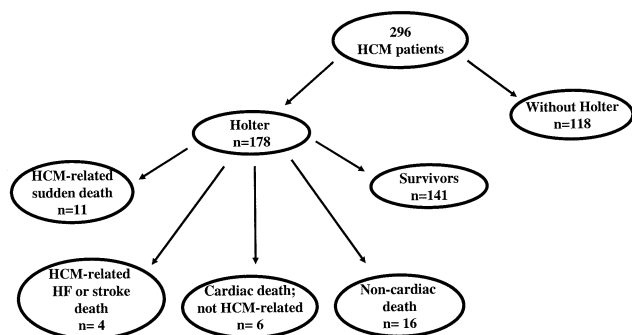 296
HCM patients
Without Holter
n=118
Holter
n=178
HCM-related
sudden death
n=11
Survivors
n=141
HCM-related
HF or stroke
death
n= 4
Cardiac death;
not HCM-related
n= 6
Non-cardiac
death
n= 16